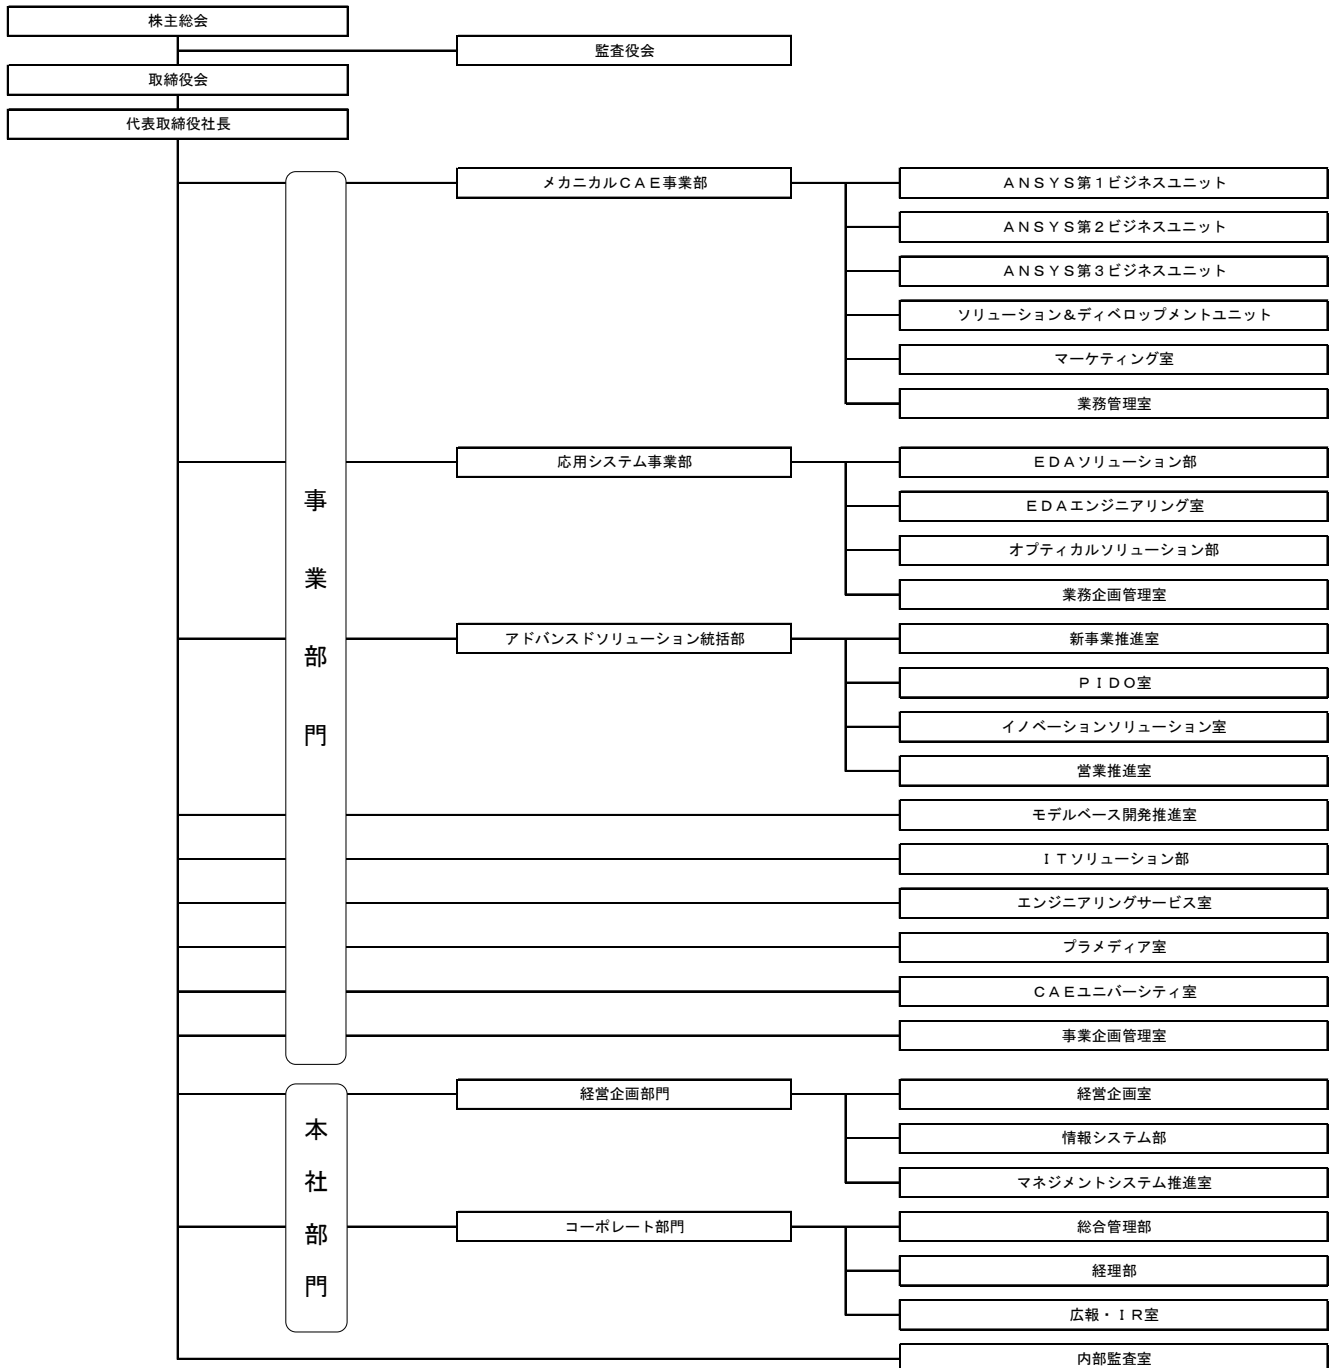 株主総会
監査役会
取締役会
代表取締役社長
事業部門
メカニカルCAE事業部
ANSYS第1ビジネスユニット
ANSYS第2ビジネスユニット
ANSYS第3ビジネスユニット
ソリューション&ディベロップメントユニット
マーケティング室
業務管理室
応用システム事業部
EDAソリューション部
EDAエンジニアリング室
オプティカルソリューション部
業務企画管理室
アドバンスドソリューション統括部
新事業推進室
PIDO室
イノベーションソリューション室
営業推進室
モデルベース開発推進室
ITソリューション部
エンジニアリングサービス室
プラメディア室
CAEユニバーシティ室
事業企画管理室
本社部門
経営企画部門
経営企画室
情報システム部
マネジメントシステム推進室
コーポレート部門
総合管理部
経理部
広報・IR室
内部監査室